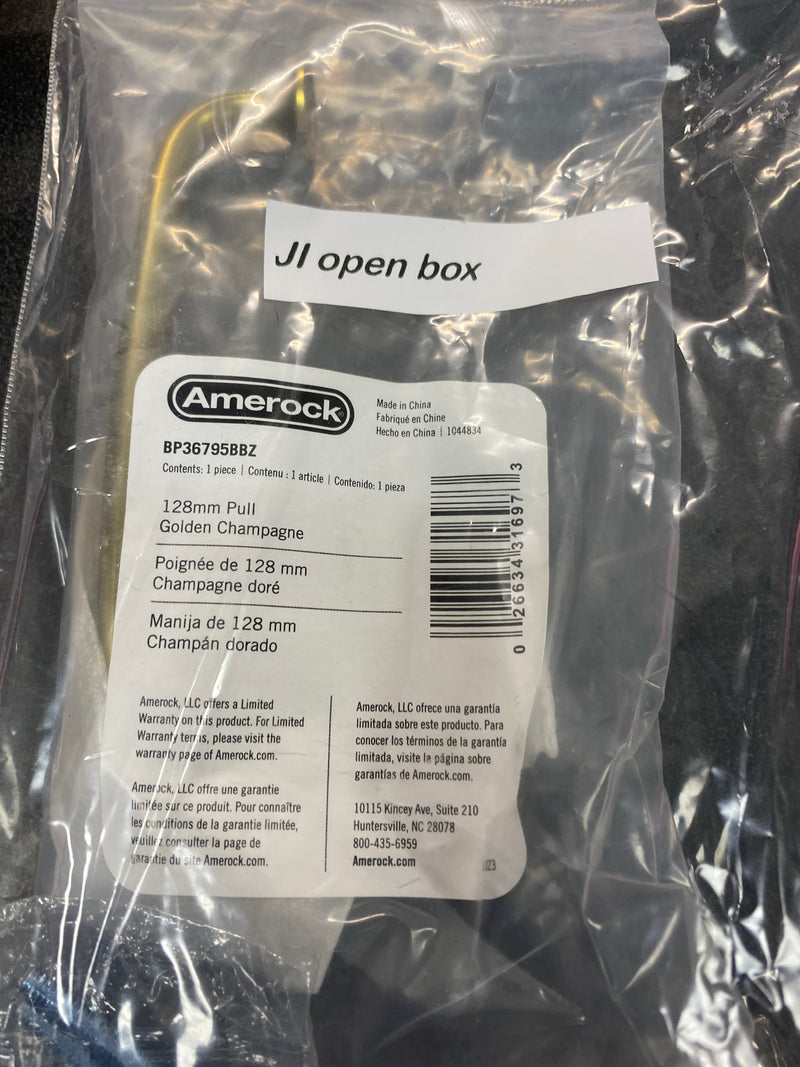 JI open box
Amerock®
Made in China
Fabriqué en Chine
Hecho en China | 1044834
BP36795BBZ
Contents: 1 piece | Contenu : 1 article | Contenido: 1 pieza
128mm Pull
Golden Champagne
Poignée de 128 mm
Champagne doré
Manija de 128 mm
Champán dorado
0 26634 31697 3
Amerock, LLC offers a Limited
Warranty on this product. For Limited
Warranty terms, please visit the
warranty page of Amerock.com.
Amerock, LLC offre une garantie
limitée sur ce produit. Pour connaître
les conditions de la garantie limitée,
veuillez consulter la page de
garantie du site Amerock.com.
Amerock, LLC ofrece una garantía
limitada sobre este producto. Para
conocer los términos de la garantía
limitada, visite la página sobre
garantías de Amerock.com.
10115 Kincey Ave, Suite 210
Huntersville, NC 28078
800-435-6959
Amerock.com